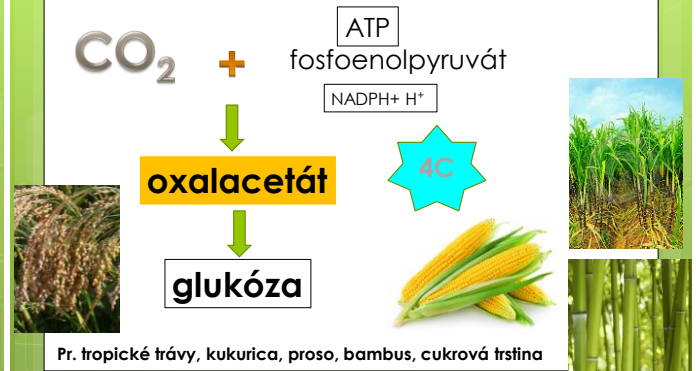 CO₂ + ATP
fosfoenolpyruvát
NADPH+ H⁺
oxalacetát
4C
glukóza
Pr. tropické trávy, kukurica, proso, bambus, cukrová trstina